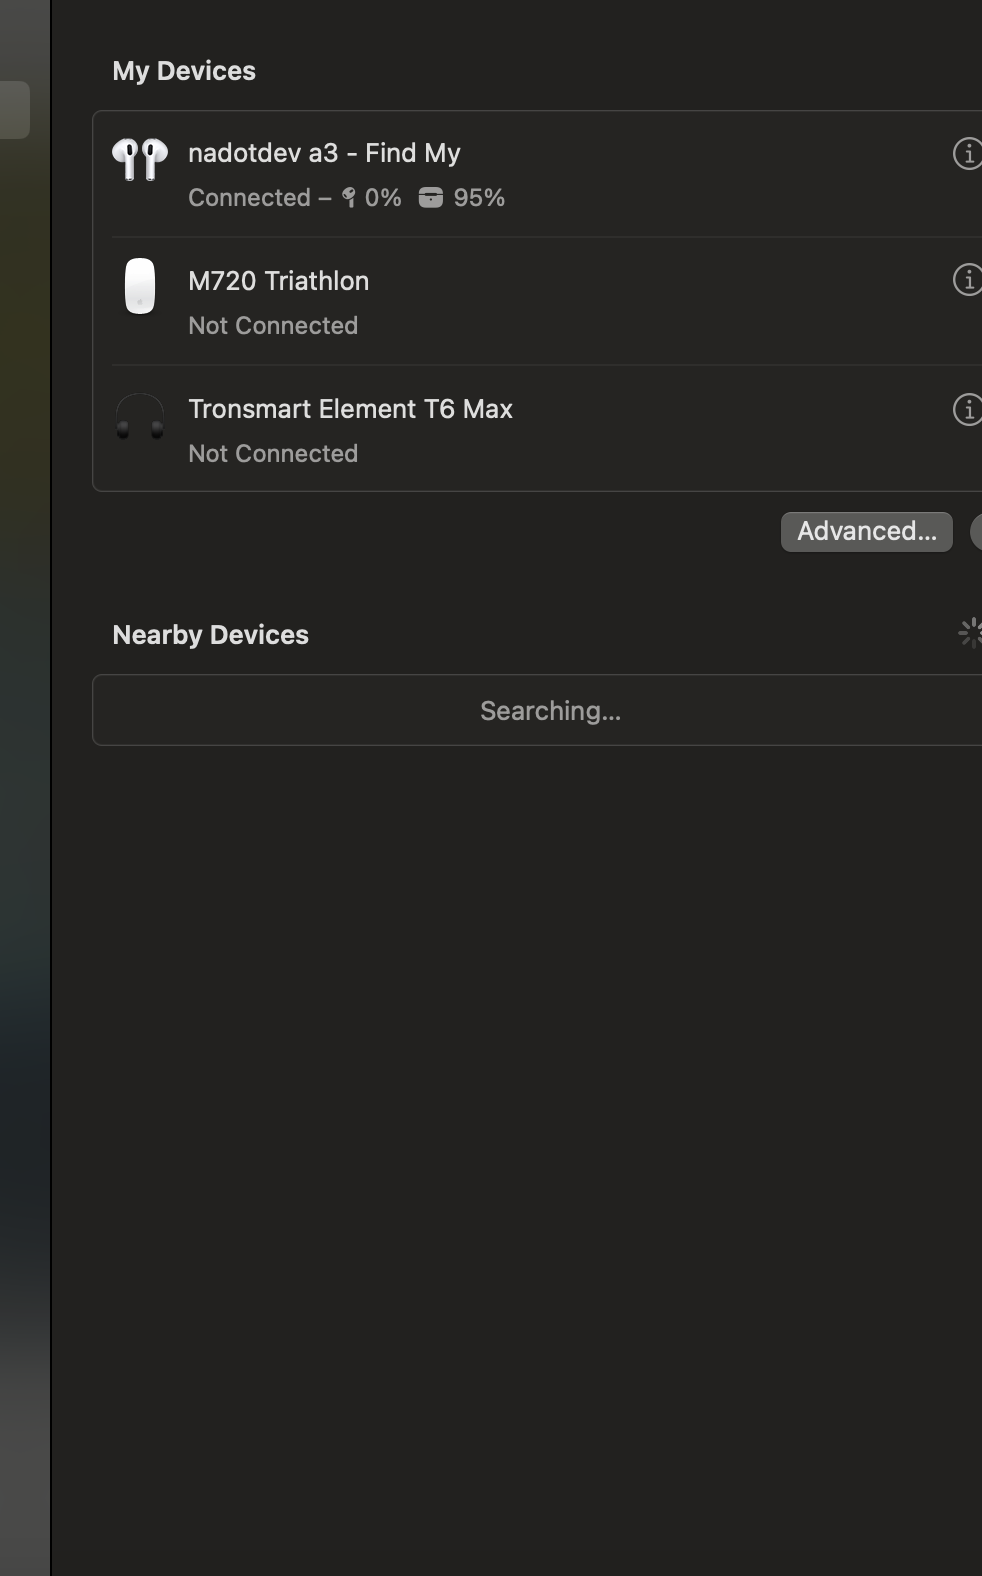 My Devices
nadotdev a3 - Find My
Connected – 0% 95%
M720 Triathlon
Not Connected
Tronsmart Element T6 Max
Not Connected
Advanced...
Nearby Devices
Searching...